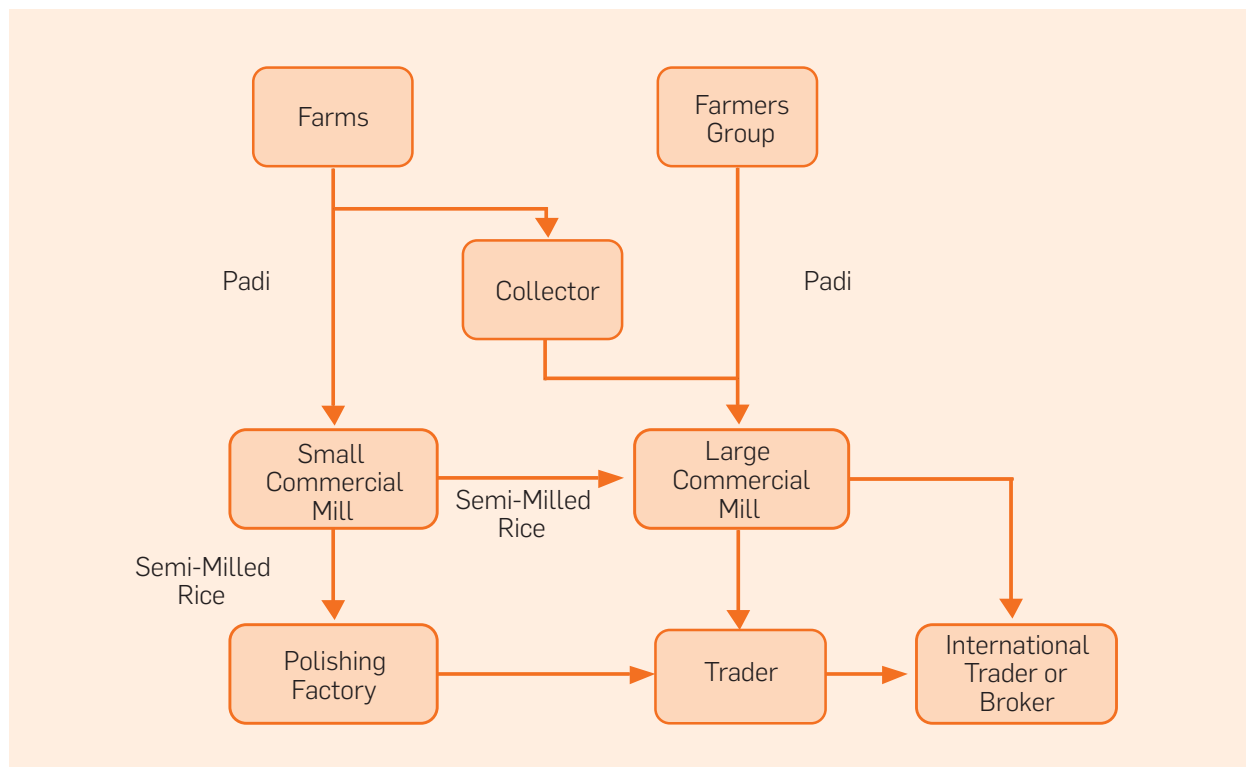 Farms
Farmers
Group
Collector
Padi
Padi
Small
Commercial
Mill
Semi-Milled
Rice
Large
Commercial
Mill
Semi-Milled
Rice
Polishing
Factory
Trader
International
Trader or
Broker